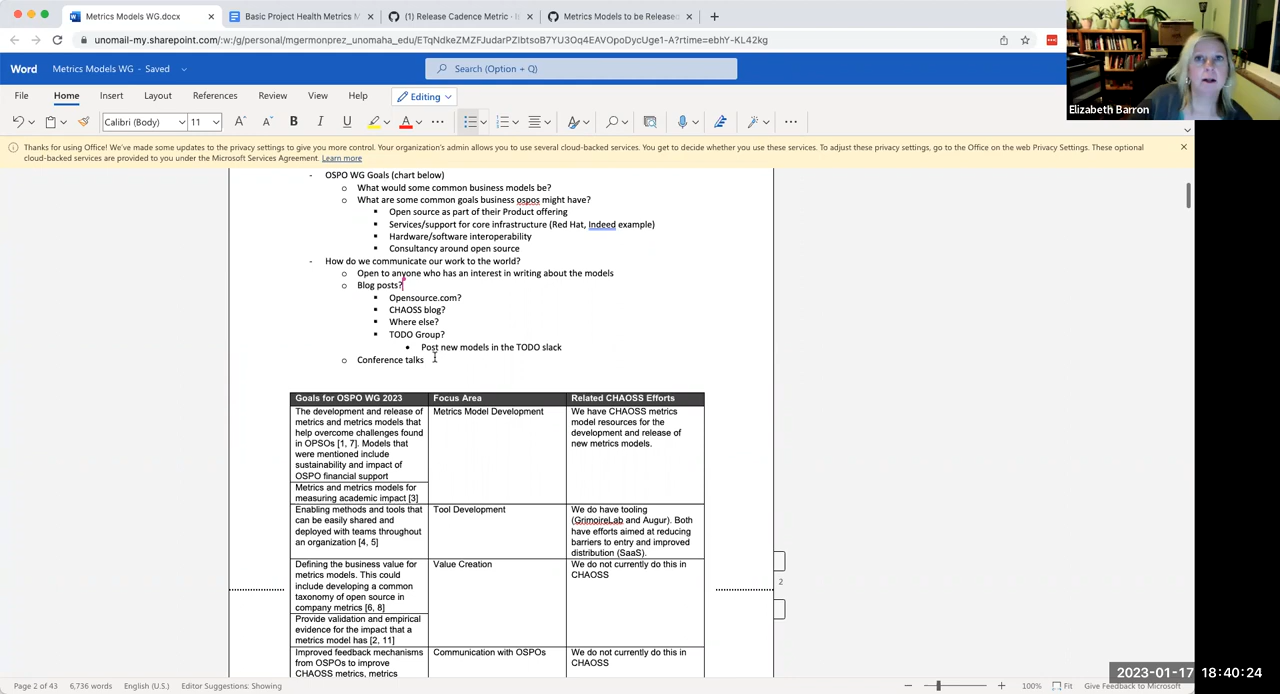 Metrics Models WG.docx
Basic Project Health Metrics M
(1) Release Cadence Metric - Is
Metrics Models to be Released
unomail-my.sharepoint.com/:w:/g/personal/mgermonprez_unomaha_edu/ETqNdkeZMZFJudarPZIbtsoB7YU3Oq4EAVOpoDycUge1-A?rtime=ebhY-KL42kg
Word
Metrics Models WG - Saved
Search (Option + Q)
Elizabeth Barron
File
Home
Insert
Layout
References
Review
View
Help
Editing
Calibri (Body)
11
Thanks for using Office! We've made some updates to the privacy settings to give you more control. Your organization's admin allows you to use several cloud-backed services. You get to decide whether you use these services. To adjust these privacy settings, go to the Office on the web Privacy Settings. These optional
cloud-backed services are provided to you under the Microsoft Services Agreement. Learn more
- OSPO WG Goals (chart below)
o What would some common business models be?
o What are some common goals business ospos might have?
▪ Open source as part of their Product offering
▪ Services/support for core infrastructure (Red Hat, Indeed example)
▪ Hardware/software interoperability
▪ Consultancy around open source
- How do we communicate our work to the world?
o Open to anyone who has an interest in writing about the models
o Blog posts?
▪ Opensource.com?
▪ CHAOSS blog?
▪ Where else?
▪ TODO Group?
• Post new models in the TODO slack
o Conference talks
Goals for OSPO WG 2023
Focus Area
Related CHAOSS Efforts
The development and release of
metrics and metrics models that
help overcome challenges found
in OPSOs [1, 7]. Models that
were mentioned include
sustainability and impact of
OSPO financial support
Metrics Model Development
We have CHAOSS metrics
model resources for the
development and release of
new metrics models.
Metrics and metrics models for
measuring academic impact [3]
Enabling methods and tools that
can be easily shared and
deployed with teams throughout
an organization [4, 5]
Tool Development
We do have tooling
(GrimoireLab and Augur). Both
have efforts aimed at reducing
barriers to entry and improved
distribution (SaaS).
Defining the business value for
metrics models. This could
include developing a common
taxonomy of open source in
company metrics [6, 8]
Value Creation
We do not currently do this in
CHAOSS
Provide validation and empirical
evidence for the impact that a
metrics model has [2, 11]
Improved feedback mechanisms
from OSPOs to improve
CHAOSS metrics, metrics
Communication with OSPOs
We do not currently do this in
CHAOSS
2
Page 2 of 43
6,736 words
English (U.S.)
Editor Suggestions: Showing
100%
Fit
Give Feedback to Microsoft
2023-01-17 18:40:24